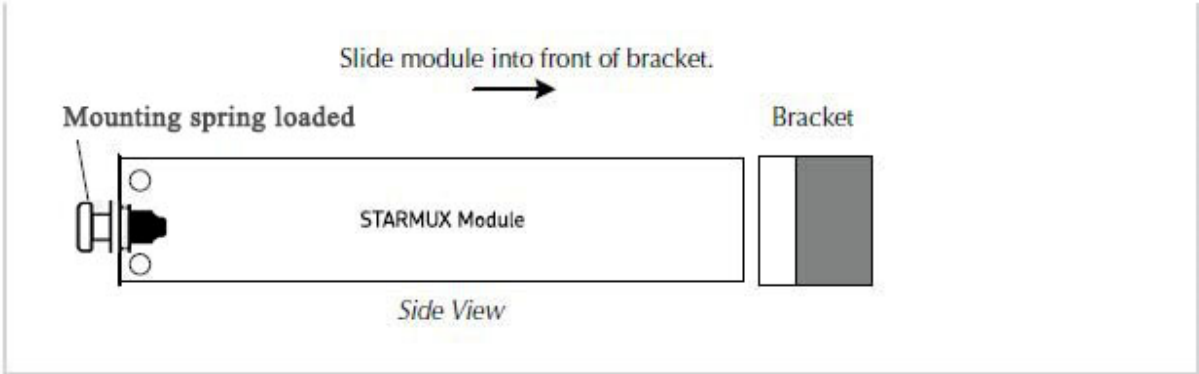 Slide module into front of bracket.
Mounting spring loaded
Bracket
STARMUX Module
Side View